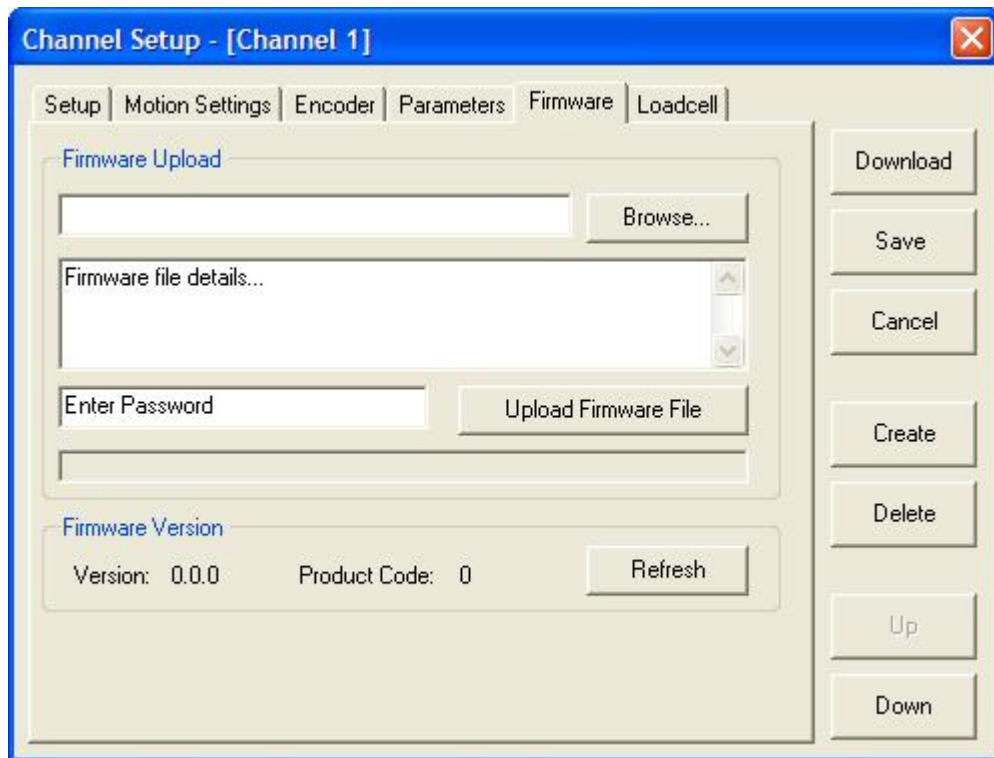 Channel Setup - [Channel 1]
Setup Motion Settings Encoder Parameters Firmware Loadcell
Firmware Upload
Browse...
Firmware file details...
Enter Password
Upload Firmware File
Firmware Version
Version: 0.0.0 Product Code: 0
Refresh
Download
Save
Cancel
Create
Delete
Up
Down